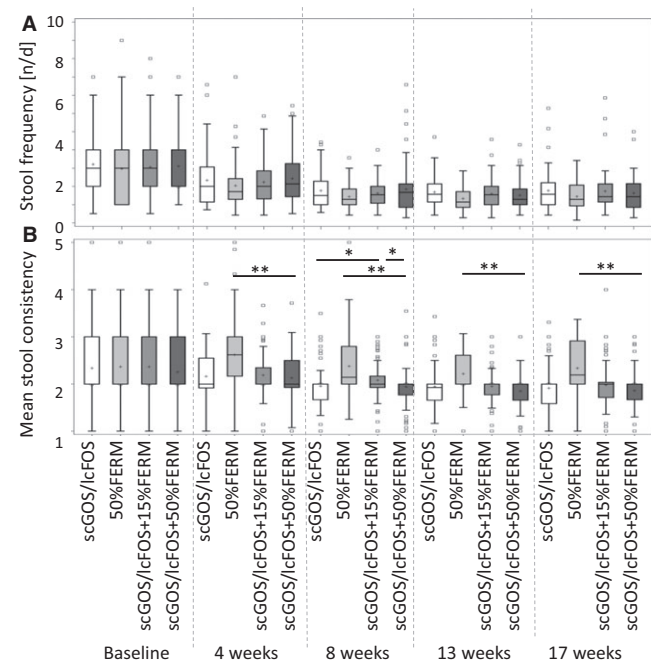 A
Stool frequency [n/d]
10
8
6
4
2
0
B
Mean stool consistency
5
4
3
2
1
**
*
*
**
**
**
scGOS/lcFOS
50%FERM
scGOS/lcFOS+15%FERM
scGOS/lcFOS+50%FERM
scGOS/lcFOS
50%FERM
scGOS/lcFOS+15%FERM
scGOS/lcFOS+50%FERM
scGOS/lcFOS
50%FERM
scGOS/lcFOS+15%FERM
scGOS/lcFOS+50%FERM
scGOS/lcFOS
50%FERM
scGOS/lcFOS+15%FERM
scGOS/lcFOS+50%FERM
scGOS/lcFOS
50%FERM
scGOS/lcFOS+15%FERM
scGOS/lcFOS+50%FERM
Baseline
4 weeks
8 weeks
13 weeks
17 weeks